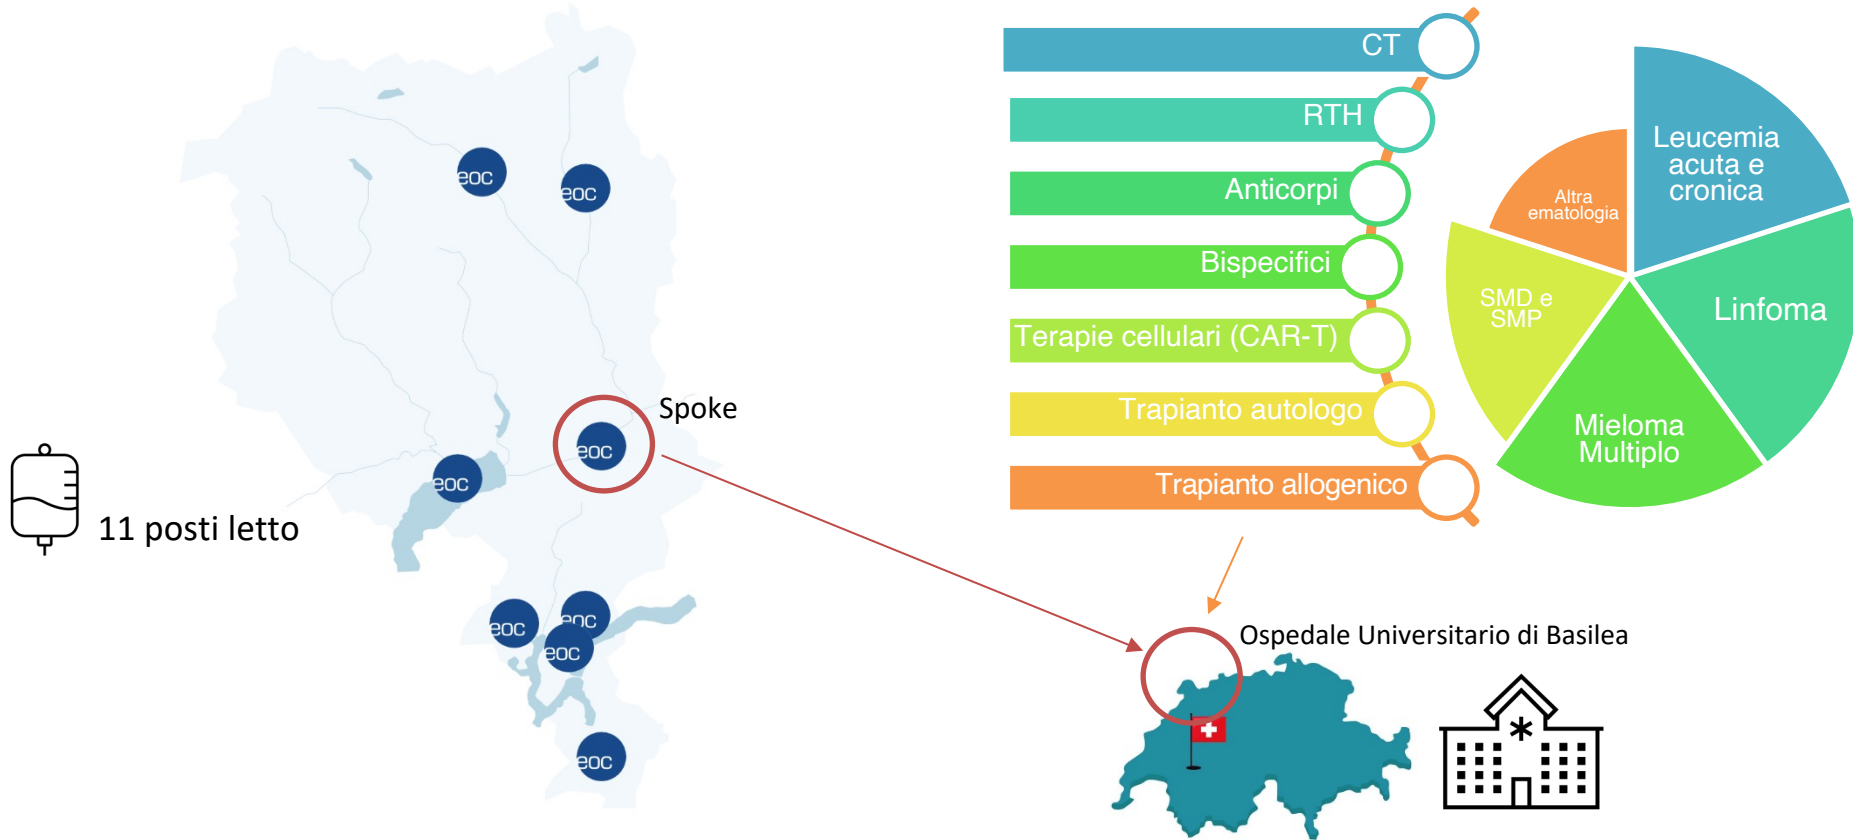 eoc
eoc
Spoke
eoc
eoc
11 posti letto
eoc
eoc
eoc
eoc
CT
RTH
Anticorpi
Bispecifici
Terapie cellulari (CAR-T)
Trapianto autologo
Trapianto allogenico
Leucemia
acuta e
cronica
Linfoma
Mieloma
Multiplo
SMD e
SMP
Altra
ematologia
Ospedale Universitario di Basilea